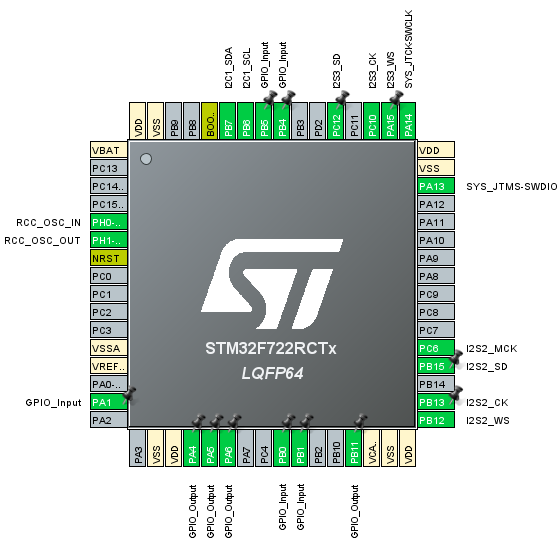 I2C1_SDA
I2C1_SCL
GPIO_Input
GPIO_Input
I2S3_SD
I2S3_CK
I2S3_WS
SYS_JTCK-SWCLK
VDD
VSS
PB9
PB8
BOO..
PB7
PB6
PB5
PB4
PB3
PD2
PC12
PC11
PC10
PA15
PA14
VBAT
PC13
PC14..
PC15..
RCC_OSC_IN
PH0-..
RCC_OSC_OUT
PH1-..
NRST
PC0
PC1
PC2
PC3
VSSA
VREF..
PA0-..
GPIO_Input
PA1
PA2
ST
STM32F722RCTx
LQFP64
VDD
VSS
PA13
SYS_JTMS-SWDIO
PA12
PA11
PA10
PA9
PA8
PC9
PC8
PC7
PC6
I2S2_MCK
PB15
I2S2_SD
PB14
PB13
I2S2_CK
PB12
I2S2_WS
PA3
VSS
VDD
PA4
PA5
PA6
PA7
PC4
PB0
PB1
PB2
PB10
PB11
VCA..
VSS
VDD
GPIO_Output
GPIO_Output
GPIO_Output
GPIO_Input
GPIO_Input
GPIO_Output